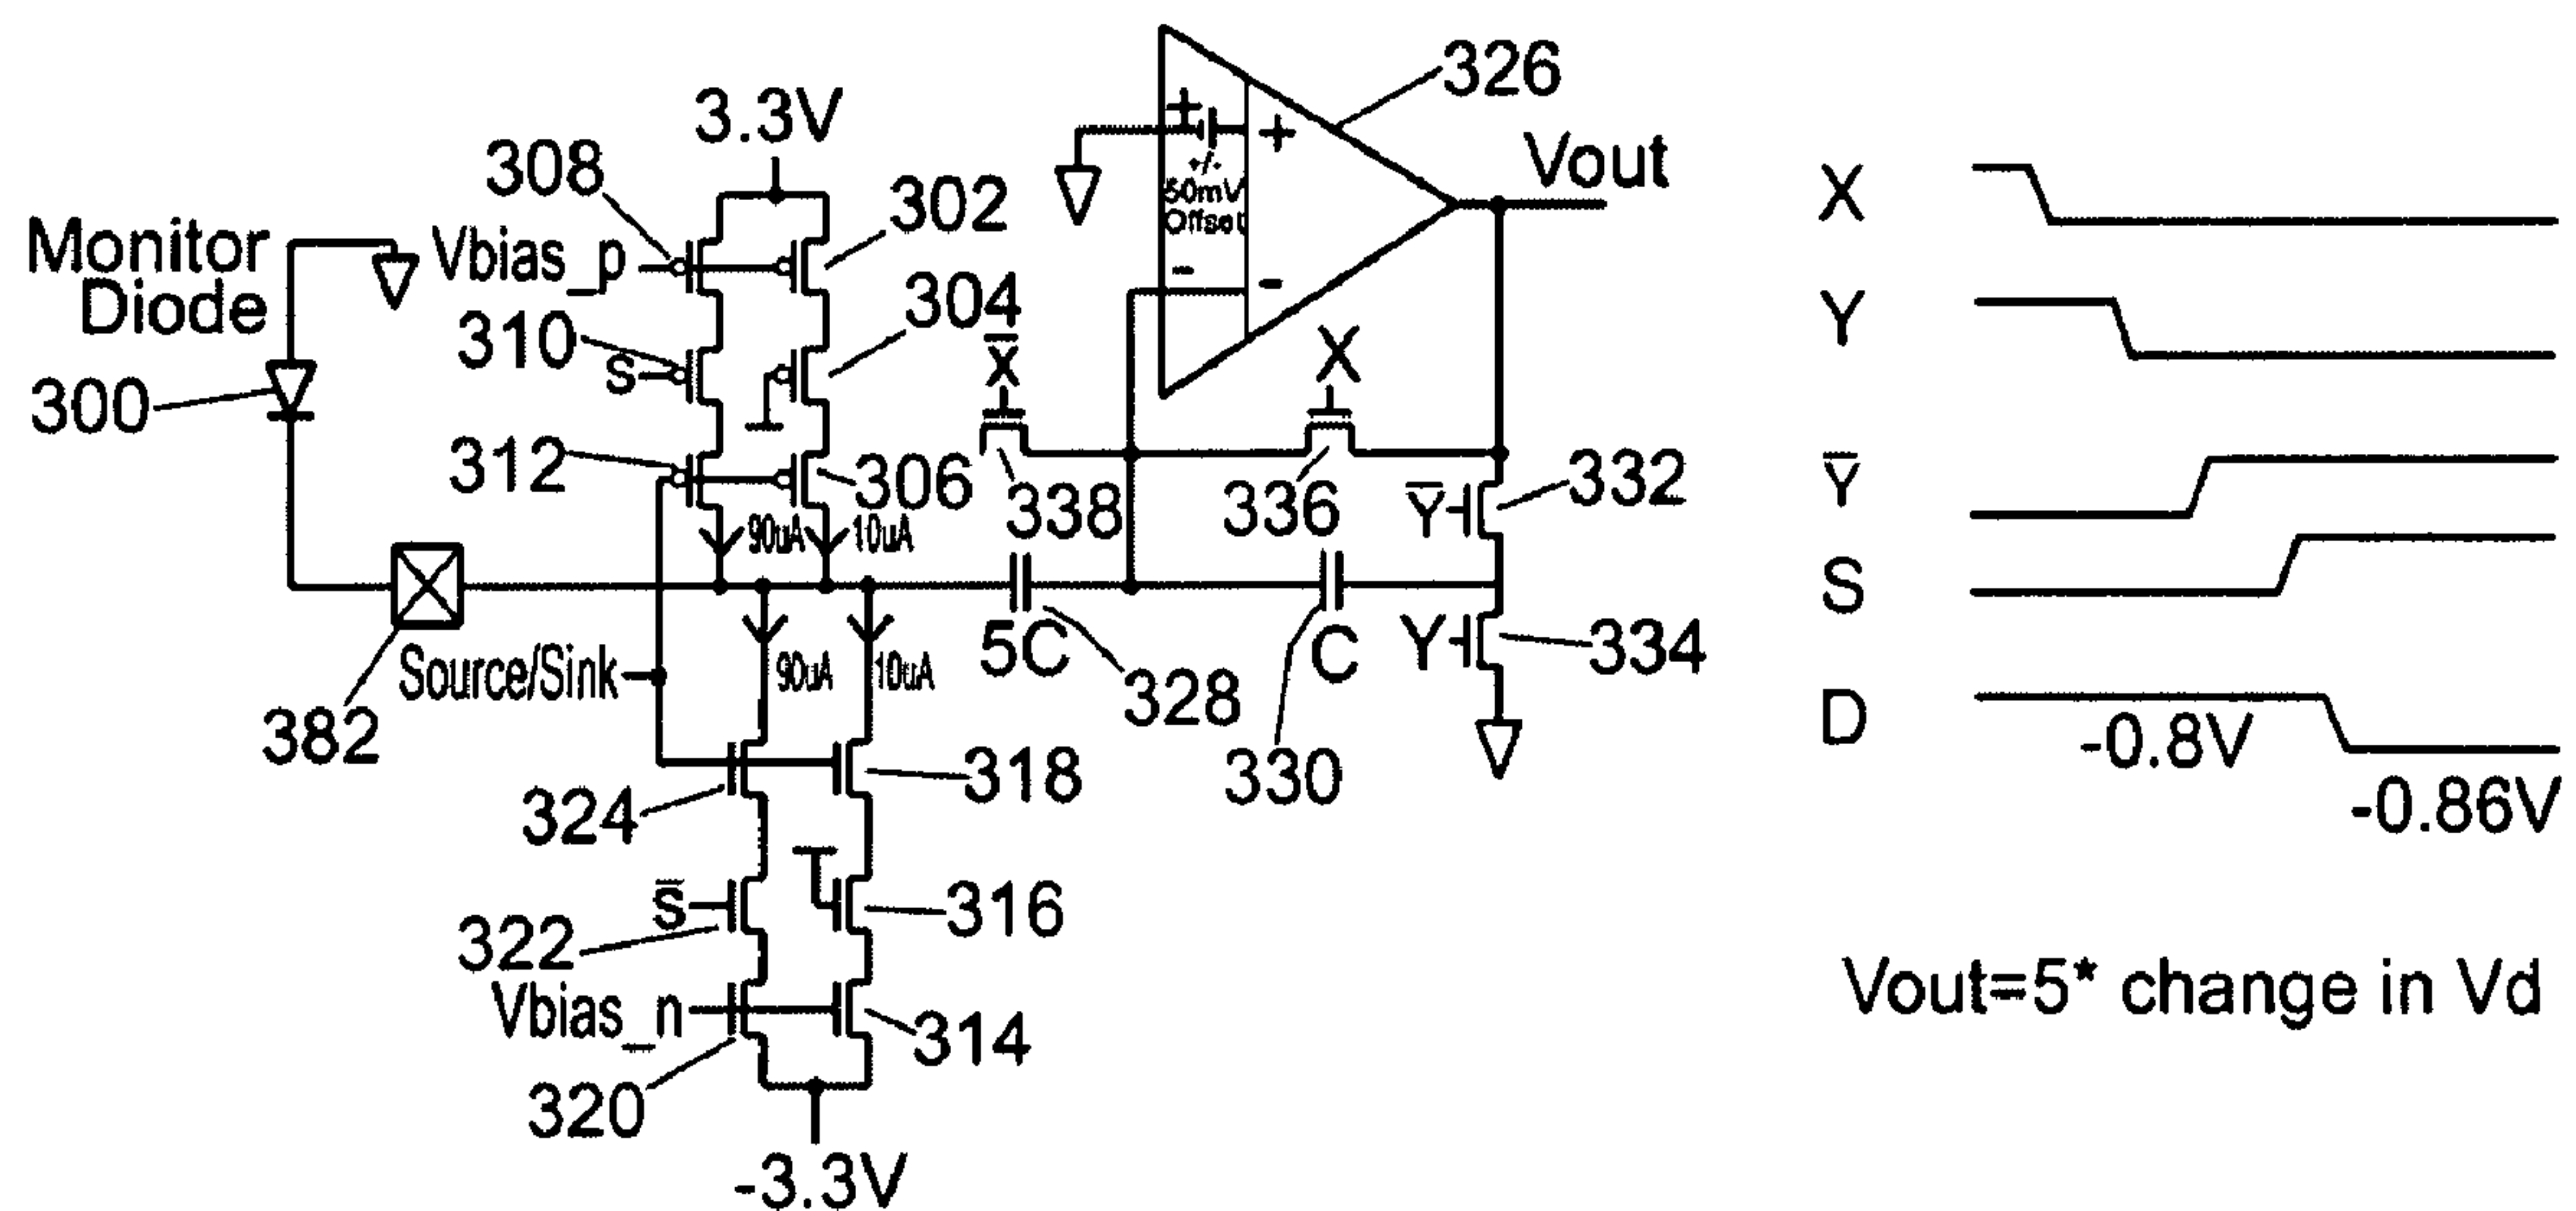 3.3V
308
302
Vbias_p
Monitor
Diode
310
S
304
300
312
306
90uA
10uA
382
Source/Sink
90uA
10uA
324
318
S̅
322
316
Vbias_n
314
320
-3.3V
326
+
+
+/-
50mV
Offset
-
-
Vout
X̅
X
338
336
Y̅
332
5C
328
C
330
Y
334
X
Y
Y̅
S
D
-0.8V
-0.86V
Vout=5* change in Vd